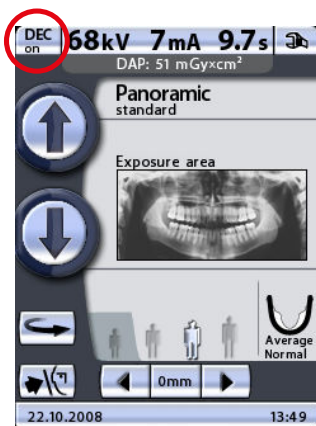 DEC on 68kV 7mA 9.7s
DAP: 51 mGy×cm²
Panoramic
standard
Exposure area
Average
Normal
0mm
22.10.2008 13:49